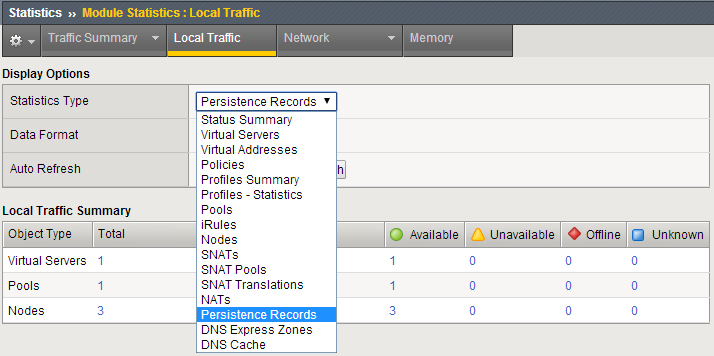 Statistics ›› Module Statistics : Local Traffic
Traffic Summary Local Traffic Network Memory
Display Options
Statistics Type Persistence Records
Status Summary
Virtual Servers
Data Format
Virtual Addresses
Policies
Auto Refresh h
Profiles Summary
Profiles - Statistics
Pools
Local Traffic Summary
iRules
Object Type Total Available Unavailable Offline Unknown
Nodes
SNATs
Virtual Servers 1 1 0 0 0
SNAT Pools
SNAT Translations
Pools 1 1 0 0 0
NATs
Persistence Records
Nodes 3 3 0 0 0
DNS Express Zones
DNS Cache